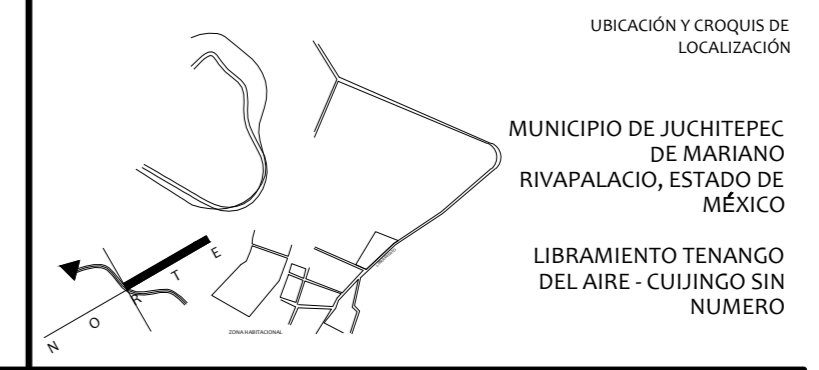 UBICACIÓN Y CROQUIS DE
LOCALIZACIÓN
MUNICIPIO DE JUCHITEPEC
DE MARIANO
RIVAPALACIO, ESTADO DE
MÉXICO
LIBRAMIENTO TENANGO
DEL AIRE - CUIJINGO SIN
NUMERO
NORTE
ZONA HABITACIONAL